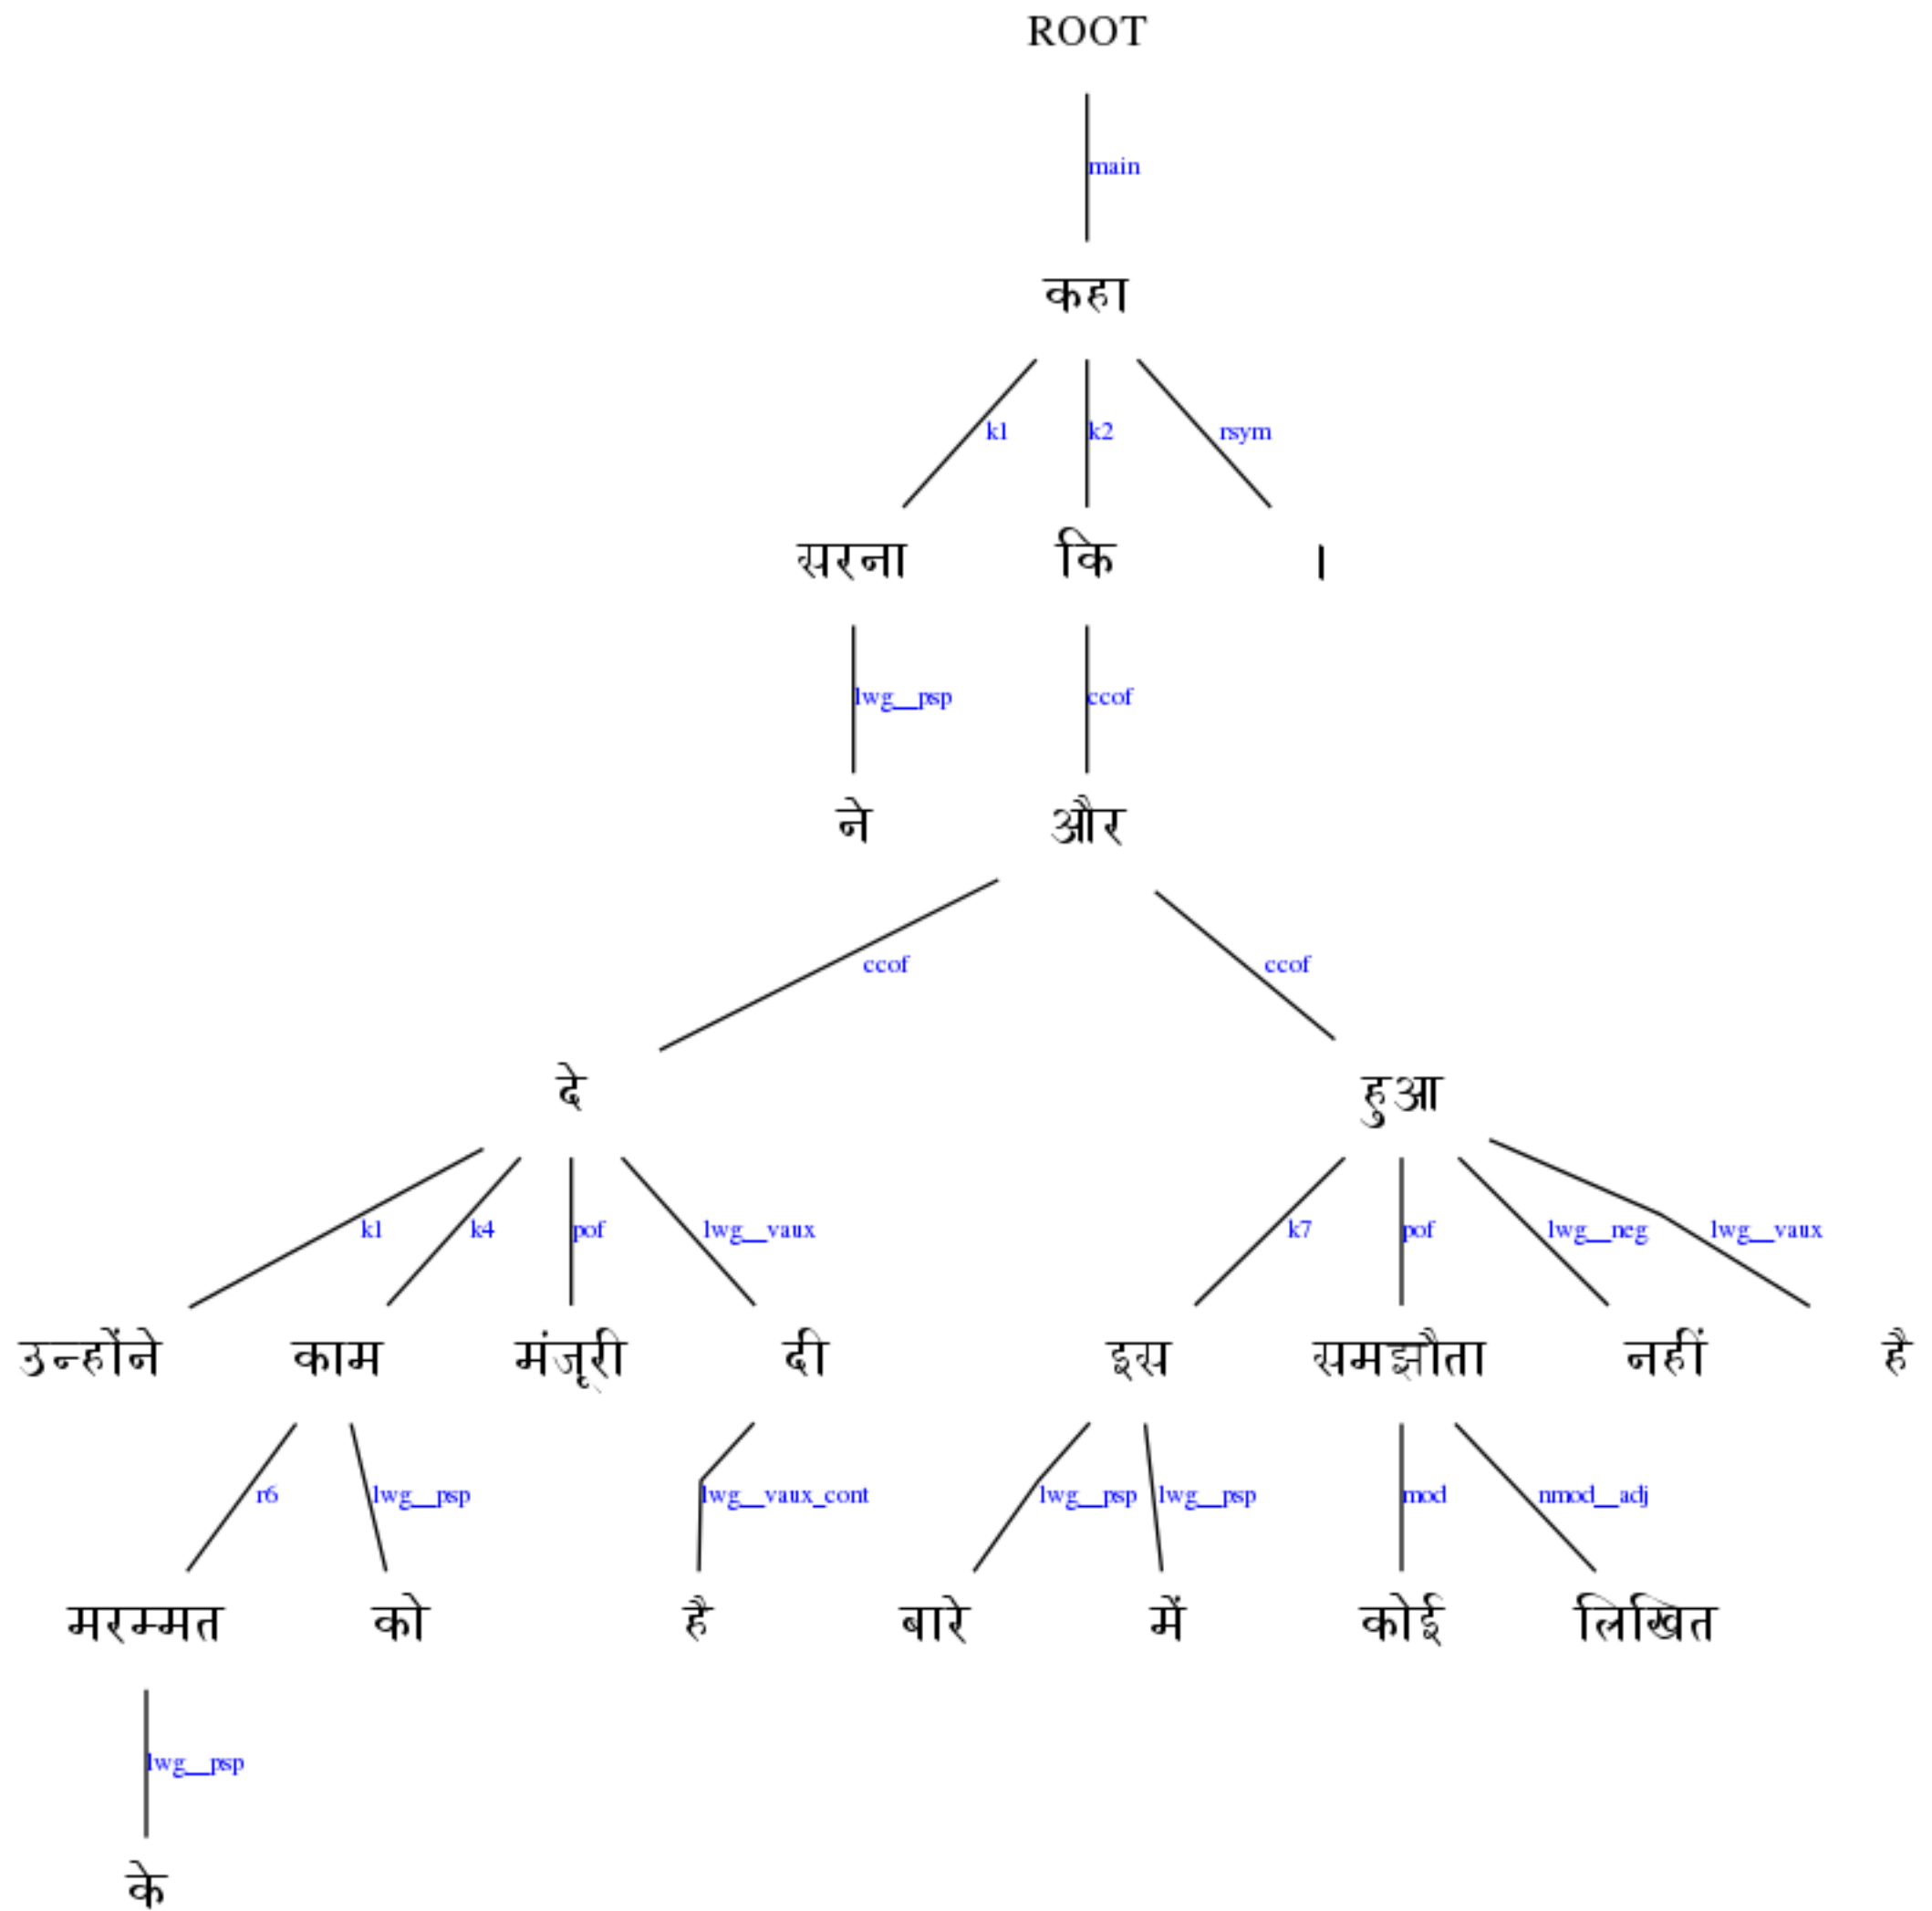 ROOT
main
कहा
k1 k2 rsym
सरना कि ।
lwg__psp ccof
ने और
ccof ccof
दे हुआ
k1 k4 pof lwg__vaux k7 pof lwg__neg lwg__vaux
उन्होंने काम मंजूरी दी इस समझौता नहीं है
r6 lwg__psp lwg__vaux_cont lwg__psp lwg__psp mod nmod__adj
मरम्मत को है बारे में कोई लिखित
lwg__psp
के